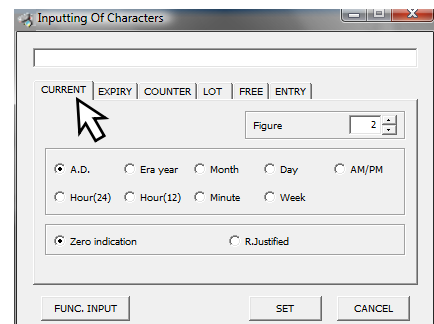 Inputting Of Characters
CURRENT EXPIRY COUNTER LOT FREE ENTRY
Figure 2
A.D. Era year Month Day AM/PM
Hour(24) Hour(12) Minute Week
Zero indication R.Justified
FUNC. INPUT SET CANCEL